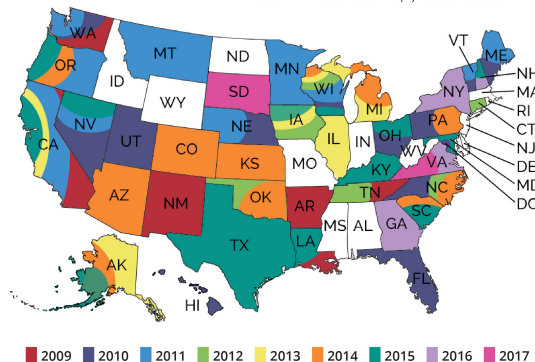 WA
VT
ME
MT
ND
OR
MN
NH
ID
WI
NY
MA
SD
WY
MI
RI
IA
PA
CT
NE
NV
OH
NJ
IL
IN
UT
DE
CA
CO
WV
MD
KS
MO
VA
KY
DC
NC
TN
AZ
OK
NM
AR
SC
MS
AL
GA
TX
LA
AK
FL
HI
2009 2010 2011 2012 2013 2014 2015 2016 2017